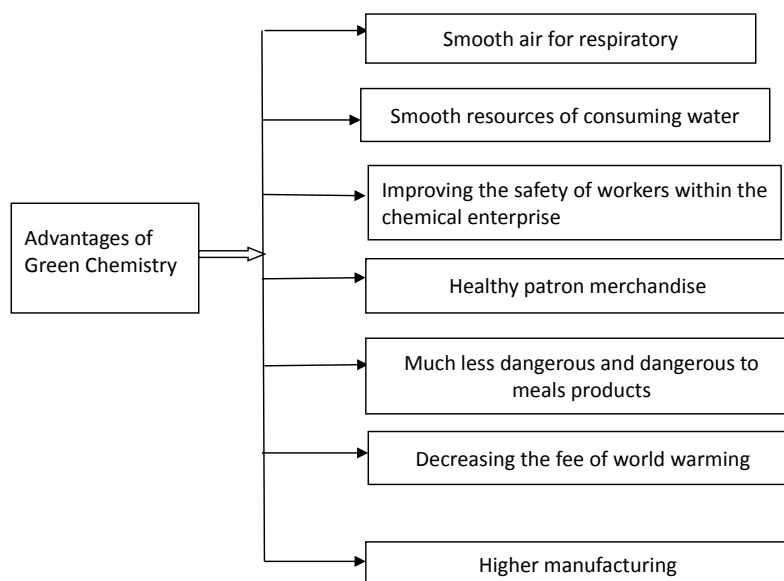 Smooth air for respiratory
Smooth resources of consuming water
Improving the safety of workers within the
chemical enterprise
Advantages of
Green Chemistry
Healthy patron merchandise
Much less dangerous and dangerous to
meals products
Decreasing the fee of world warming
Higher manufacturing